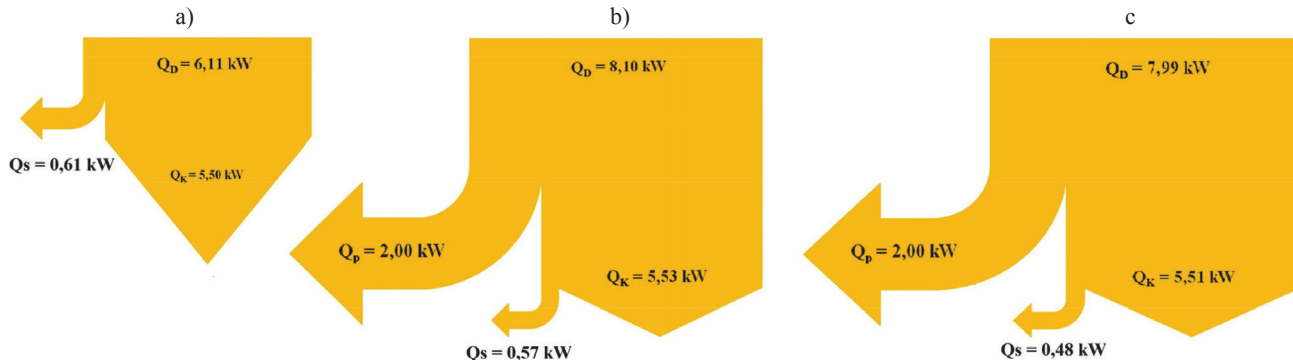 a)
Q_D = 6,11 kW
Qs = 0,61 kW
Q_K = 5,50 kW
b)
Q_D = 8,10 kW
Q_p = 2,00 kW
Q_K = 5,53 kW
Qs = 0,57 kW
c
Q_D = 7,99 kW
Q_p = 2,00 kW
Q_K = 5,51 kW
Qs = 0,48 kW